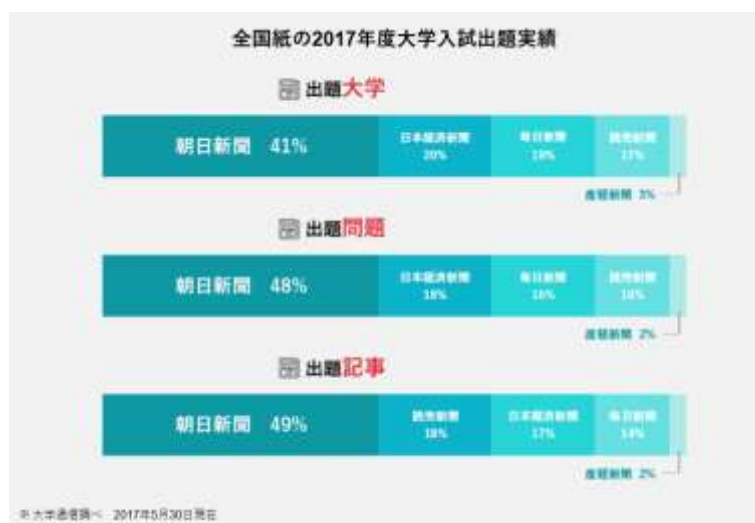 全国紙の2017年度大学入試出題実績
出題大学
朝日新聞 41%
日本経済新聞
20%
毎日新聞
19%
読売新聞
17%
産経新聞 3%
出題問題
朝日新聞 48%
日本経済新聞
18%
毎日新聞
16%
読売新聞
16%
産経新聞 2%
出題記事
朝日新聞 49%
読売新聞
18%
日本経済新聞
17%
毎日新聞
14%
産経新聞 2%
※大学通信調べ 2017年5月30日現在